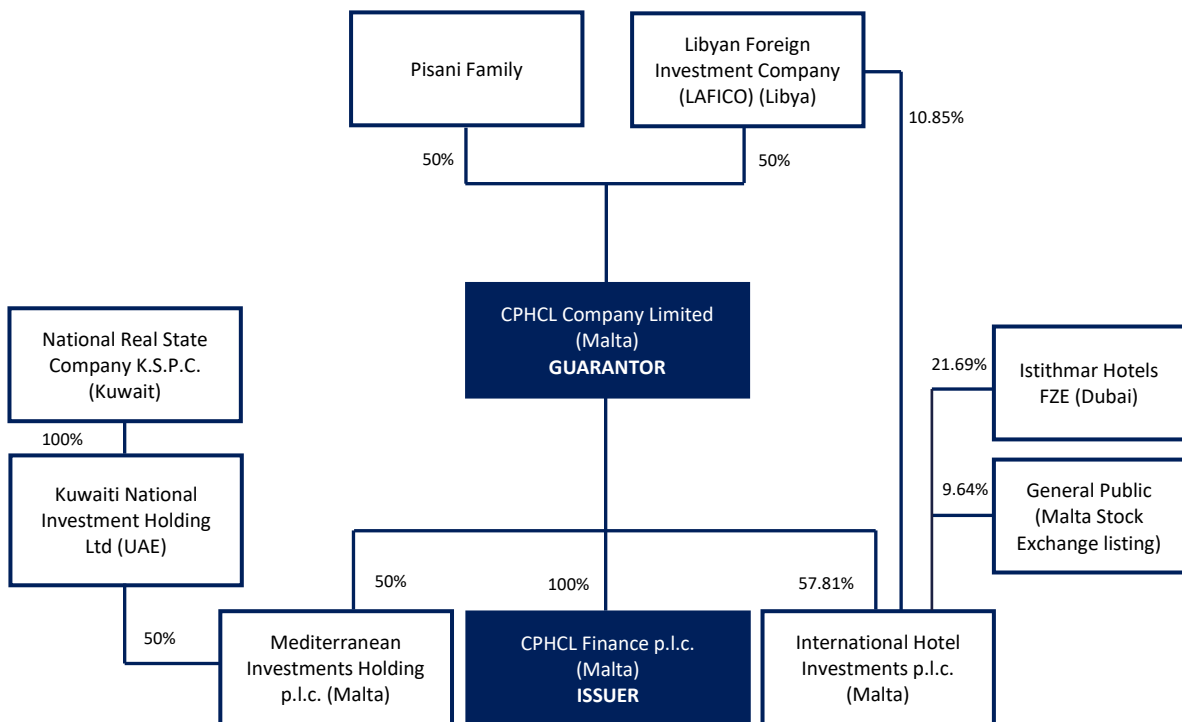 Pisani Family
Libyan Foreign
Investment Company
(LAFICO) (Libya)
10.85%
50%
50%
CPHCL Company Limited
(Malta)
GUARANTOR
National Real State
Company K.S.P.C.
(Kuwait)
21.69%
Istithmar Hotels
FZE (Dubai)
100%
Kuwaiti National
Investment Holding
Ltd (UAE)
9.64%
General Public
(Malta Stock
Exchange listing)
50%
100%
57.81%
50%
Mediterranean
Investments Holding
p.l.c. (Malta)
CPHCL Finance p.l.c.
(Malta)
ISSUER
International Hotel
Investments p.l.c.
(Malta)